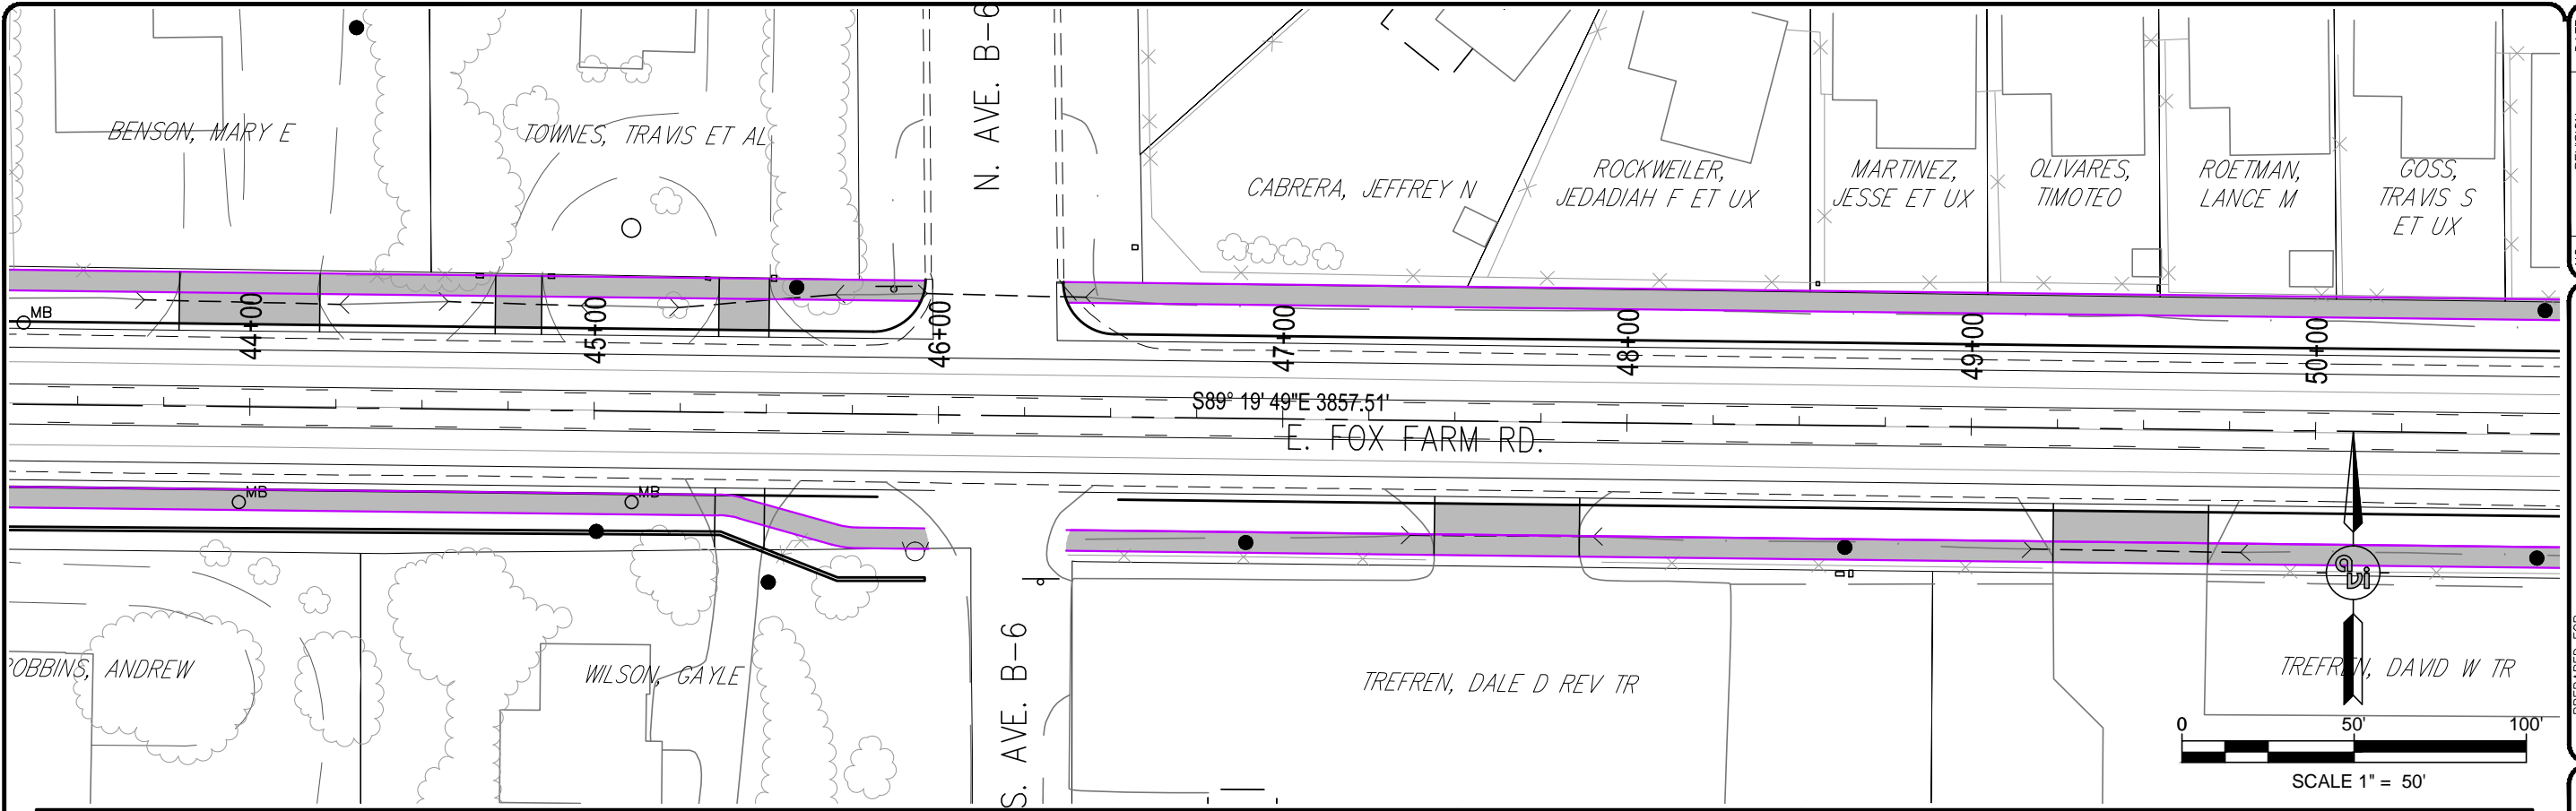 N. AVE. B-6
BENSON, MARY E
TOWNES, TRAVIS ET AL
CABRERA, JEFFREY N
ROCKWEILER,
JEDADIAH F ET UX
MARTINEZ,
JESSE ET UX
OLIVARES,
TIMOTEO
ROETMAN,
LANCE M
GOSS,
TRAVIS S
ET UX
MB
44+00
45+00
46+00
47+00
48+00
49+00
50+00
S89° 19' 49"E 3857.51'
E. FOX FARM RD.
MB
MB
OBBINS, ANDREW
WILSON, GAYLE
S. AVE. B-6
TREFREN, DALE D REV TR
TREFREN, DAVID W TR
0 50' 100'
SCALE 1" = 50'